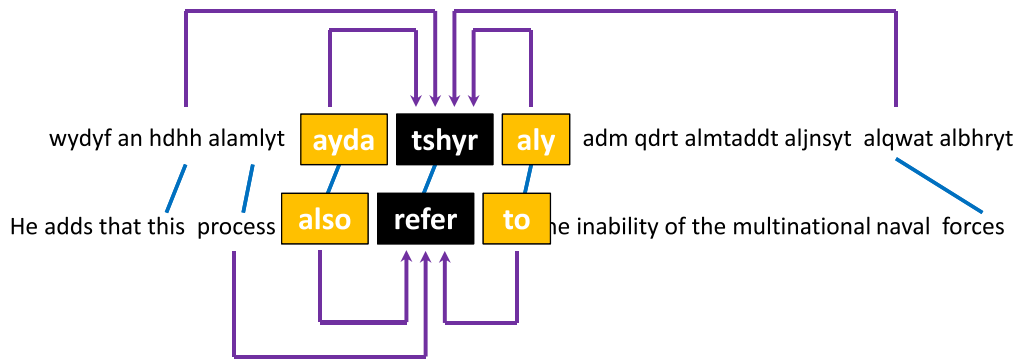 wydyf an hdhh alamlyt ayda tshyr aly adm qdrt almtaddt aljnsyt alqwat albhryt
He adds that this process also refer to he inability of the multinational naval forces